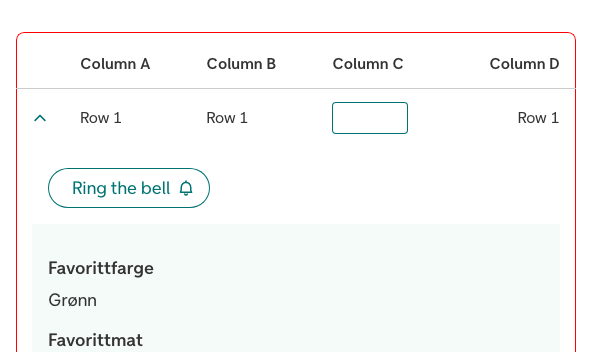 Column A Column B Column C Column D
Row 1 Row 1 Row 1
Ring the bell
Favorittfarge
Grønn
Favorittmat